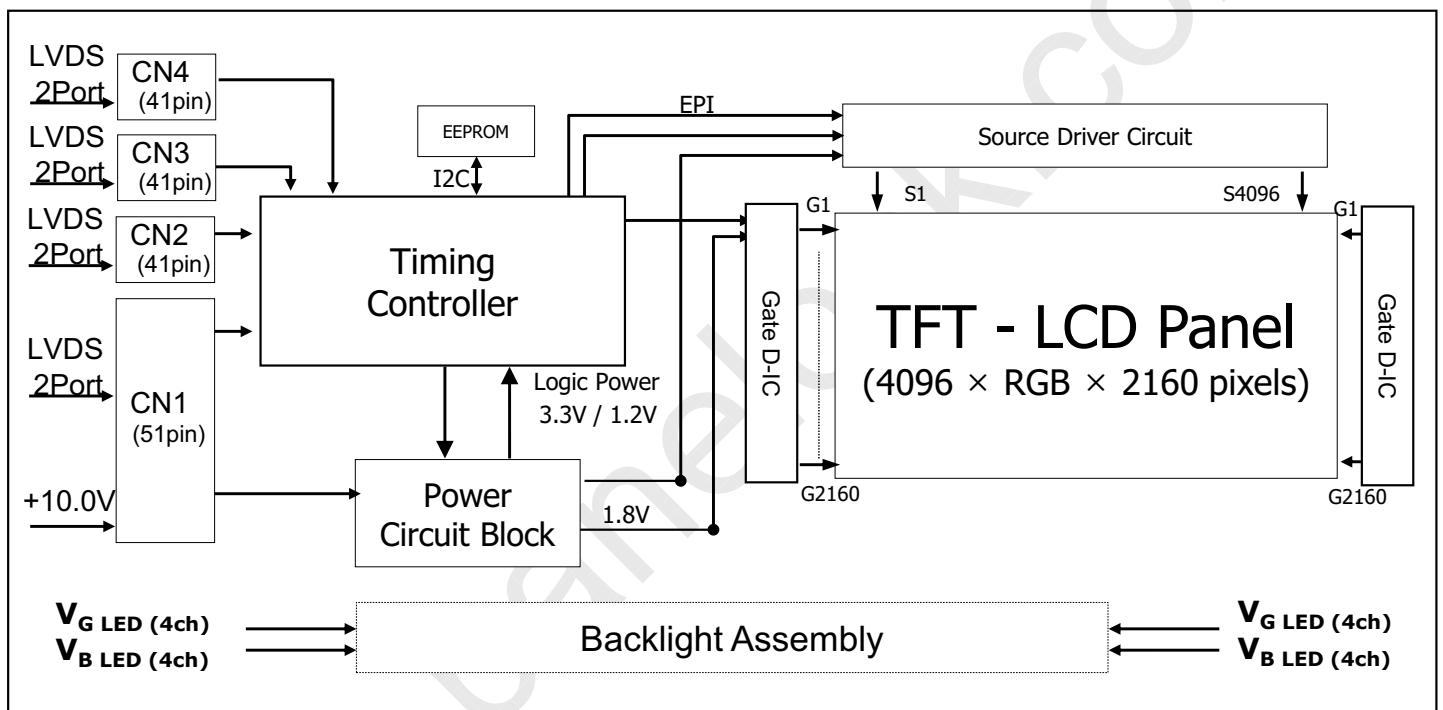 LVDS
2Port
CN4
(41pin)
LVDS
2Port
CN3
(41pin)
LVDS
2Port
CN2
(41pin)
LVDS
2Port
CN1
(51pin)
+10.0V
EEPROM
I2C
Timing
Controller
Logic Power
3.3V / 1.2V
Power
Circuit Block
1.8V
EPI
Source Driver Circuit
S1
S4096
G1
G1
Gate D-IC
TFT - LCD Panel
(4096 × RGB × 2160 pixels)
Gate D-IC
G2160
G2160
VG LED (4ch)
VB LED (4ch)
Backlight Assembly
VG LED (4ch)
VB LED (4ch)